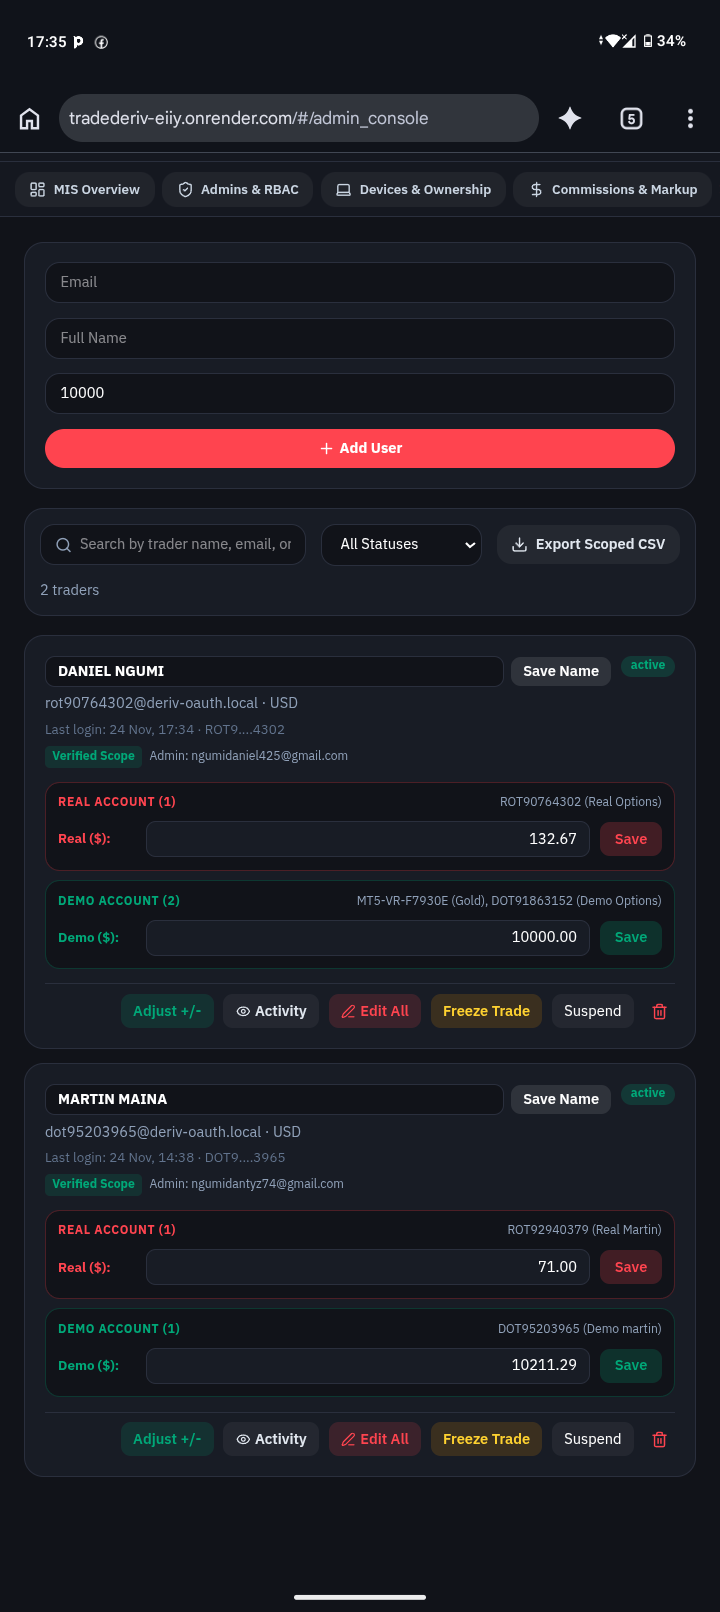 17:35
34%
tradederiv-eiiy.onrender.com/#/admin_console
5
MIS Overview
Admins & RBAC
Devices & Ownership
Commissions & Markup
Email
Full Name
10000
+ Add User
Search by trader name, email, or
All Statuses
Export Scoped CSV
2 traders
DANIEL NGUMI
Save Name
active
rot90764302@deriv-oauth.local · USD
Last login: 24 Nov, 17:34 · ROT9....4302
Verified Scope
Admin: ngumidaniel425@gmail.com
REAL ACCOUNT (1)
ROT90764302 (Real Options)
Real ($):
132.67
Save
DEMO ACCOUNT (2)
MT5-VR-F7930E (Gold), DOT91863152 (Demo Options)
Demo ($):
10000.00
Save
Adjust +/-
Activity
Edit All
Freeze Trade
Suspend
MARTIN MAINA
Save Name
active
dot95203965@deriv-oauth.local · USD
Last login: 24 Nov, 14:38 · DOT9....3965
Verified Scope
Admin: ngumidantyz74@gmail.com
REAL ACCOUNT (1)
ROT92940379 (Real Martin)
Real ($):
71.00
Save
DEMO ACCOUNT (1)
DOT95203965 (Demo martin)
Demo ($):
10211.29
Save
Adjust +/-
Activity
Edit All
Freeze Trade
Suspend